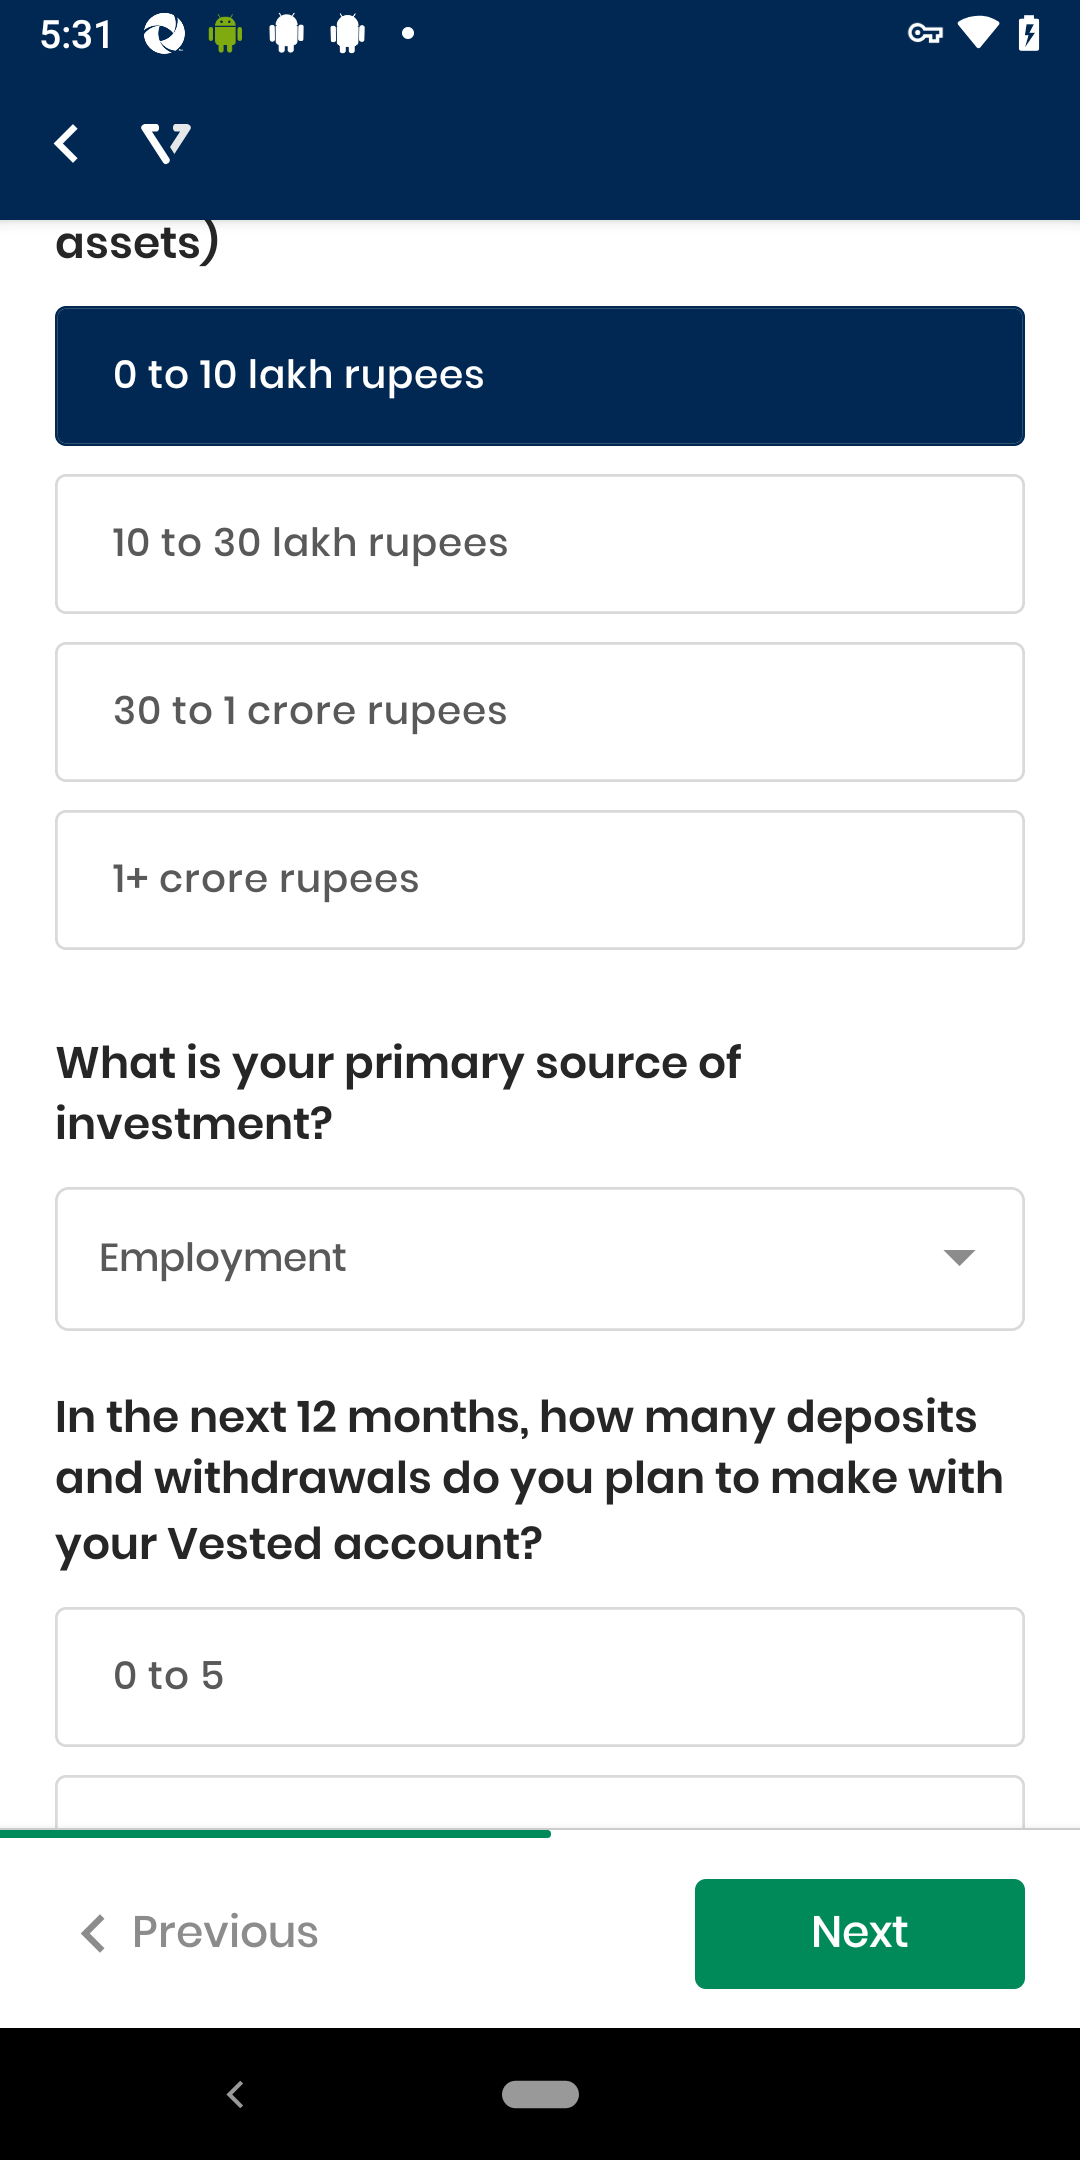 5:31
assets)
0 to 10 lakh rupees
10 to 30 lakh rupees
30 to 1 crore rupees
1+ crore rupees
What is your primary source of
investment?
Employment
In the next 12 months, how many deposits
and withdrawals do you plan to make with
your Vested account?
0 to 5
Previous
Next